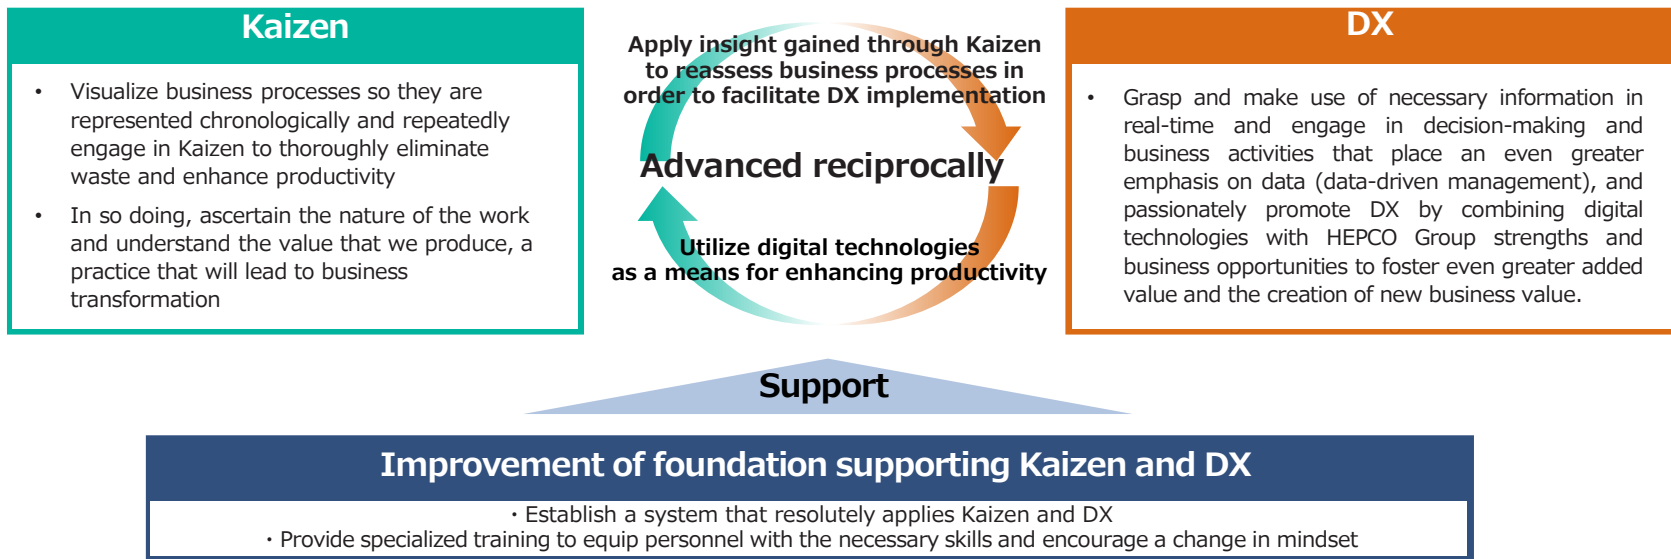 Kaizen
• Visualize business processes so they are
represented chronologically and repeatedly
engage in Kaizen to thoroughly eliminate
waste and enhance productivity
• In so doing, ascertain the nature of the work
and understand the value that we produce, a
practice that will lead to business
transformation
Apply insight gained through Kaizen
to reassess business processes in
order to facilitate DX implementation
Advanced reciprocally
Utilize digital technologies
as a means for enhancing productivity
DX
• Grasp and make use of necessary information in
real-time and engage in decision-making and
business activities that place an even greater
emphasis on data (data-driven management), and
passionately promote DX by combining digital
technologies with HEPCO Group strengths and
business opportunities to foster even greater added
value and the creation of new business value.
Support
Improvement of foundation supporting Kaizen and DX
・Establish a system that resolutely applies Kaizen and DX
・Provide specialized training to equip personnel with the necessary skills and encourage a change in mindset